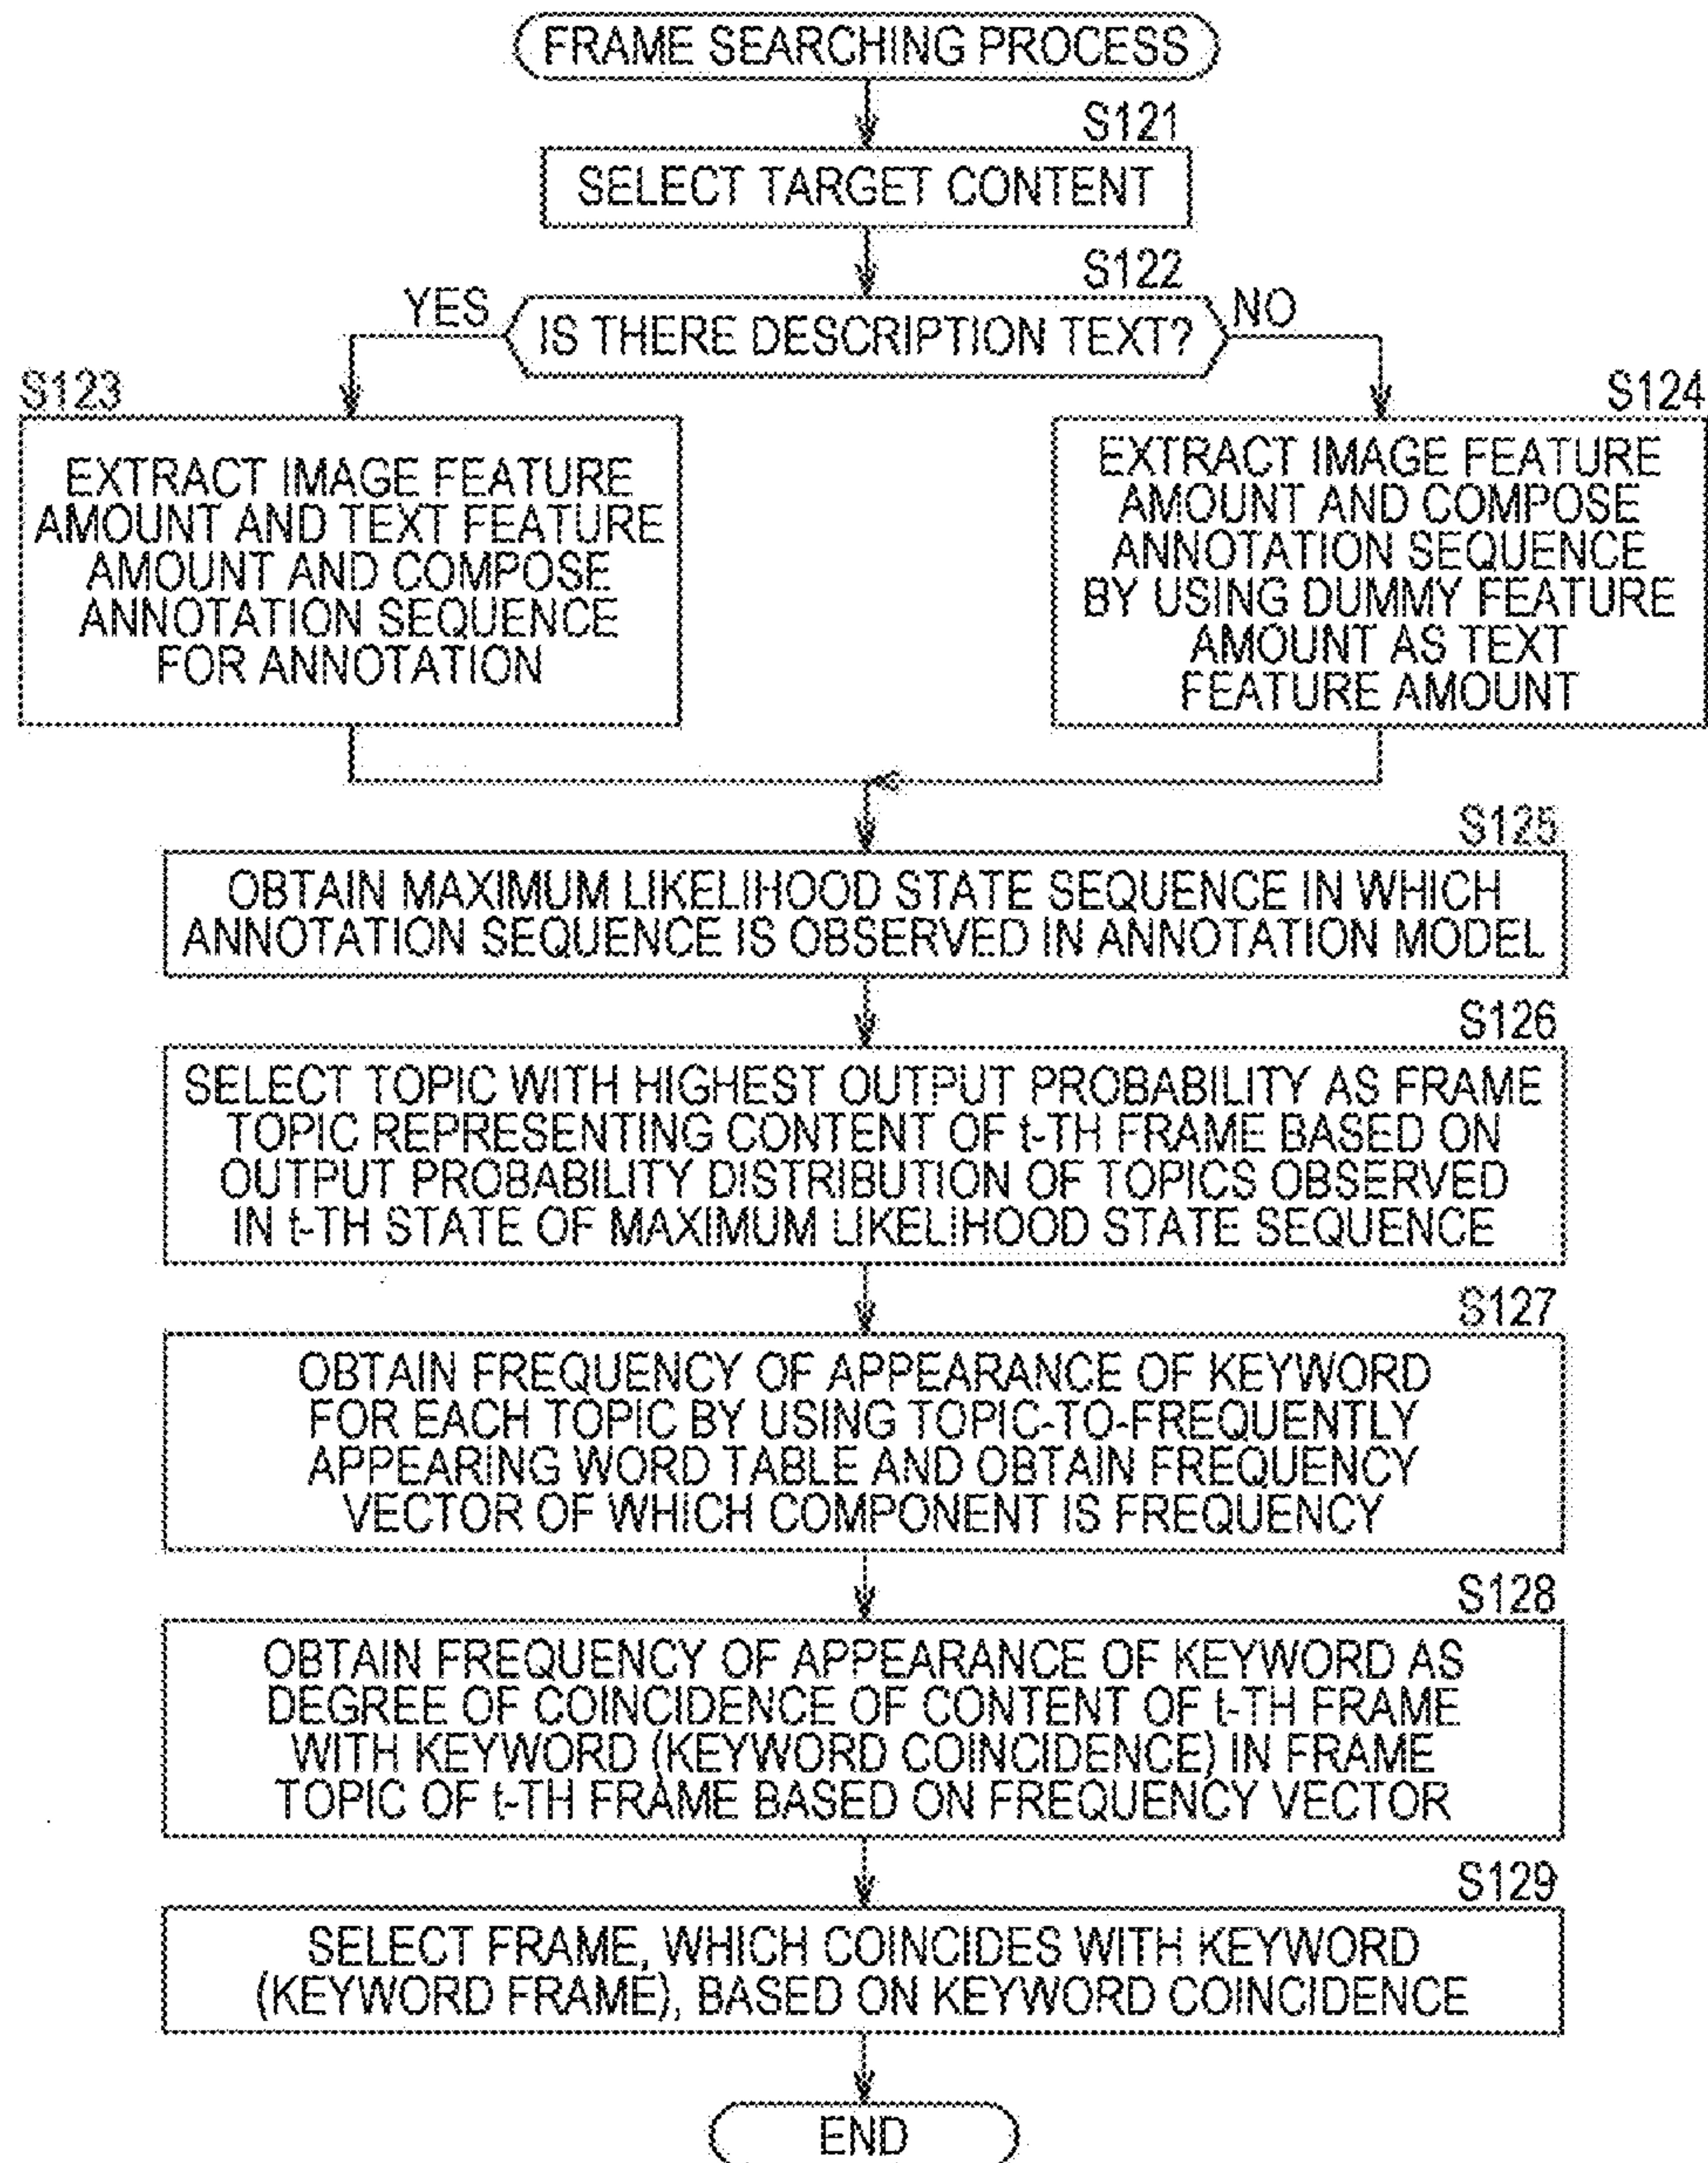 FRAME SEARCHING PROCESS
S121
SELECT TARGET CONTENT
S122
YES
IS THERE DESCRIPTION TEXT?
NO
S123
EXTRACT IMAGE FEATURE
AMOUNT AND TEXT FEATURE
AMOUNT AND COMPOSE
ANNOTATION SEQUENCE
FOR ANNOTATION
S124
EXTRACT IMAGE FEATURE
AMOUNT AND COMPOSE
ANNOTATION SEQUENCE
BY USING DUMMY FEATURE
AMOUNT AS TEXT
FEATURE AMOUNT
S125
OBTAIN MAXIMUM LIKELIHOOD STATE SEQUENCE IN WHICH
ANNOTATION SEQUENCE IS OBSERVED IN ANNOTATION MODEL
S126
SELECT TOPIC WITH HIGHEST OUTPUT PROBABILITY AS FRAME
TOPIC REPRESENTING CONTENT OF t-TH FRAME BASED ON
OUTPUT PROBABILITY DISTRIBUTION OF TOPICS OBSERVED
IN t-TH STATE OF MAXIMUM LIKELIHOOD STATE SEQUENCE
S127
OBTAIN FREQUENCY OF APPEARANCE OF KEYWORD
FOR EACH TOPIC BY USING TOPIC-TO-FREQUENTLY
APPEARING WORD TABLE AND OBTAIN FREQUENCY
VECTOR OF WHICH COMPONENT IS FREQUENCY
S128
OBTAIN FREQUENCY OF APPEARANCE OF KEYWORD AS
DEGREE OF COINCIDENCE OF CONTENT OF t-TH FRAME
WITH KEYWORD (KEYWORD COINCIDENCE) IN FRAME
TOPIC OF t-TH FRAME BASED ON FREQUENCY VECTOR
S129
SELECT FRAME, WHICH COINCIDES WITH KEYWORD
(KEYWORD FRAME), BASED ON KEYWORD COINCIDENCE
END